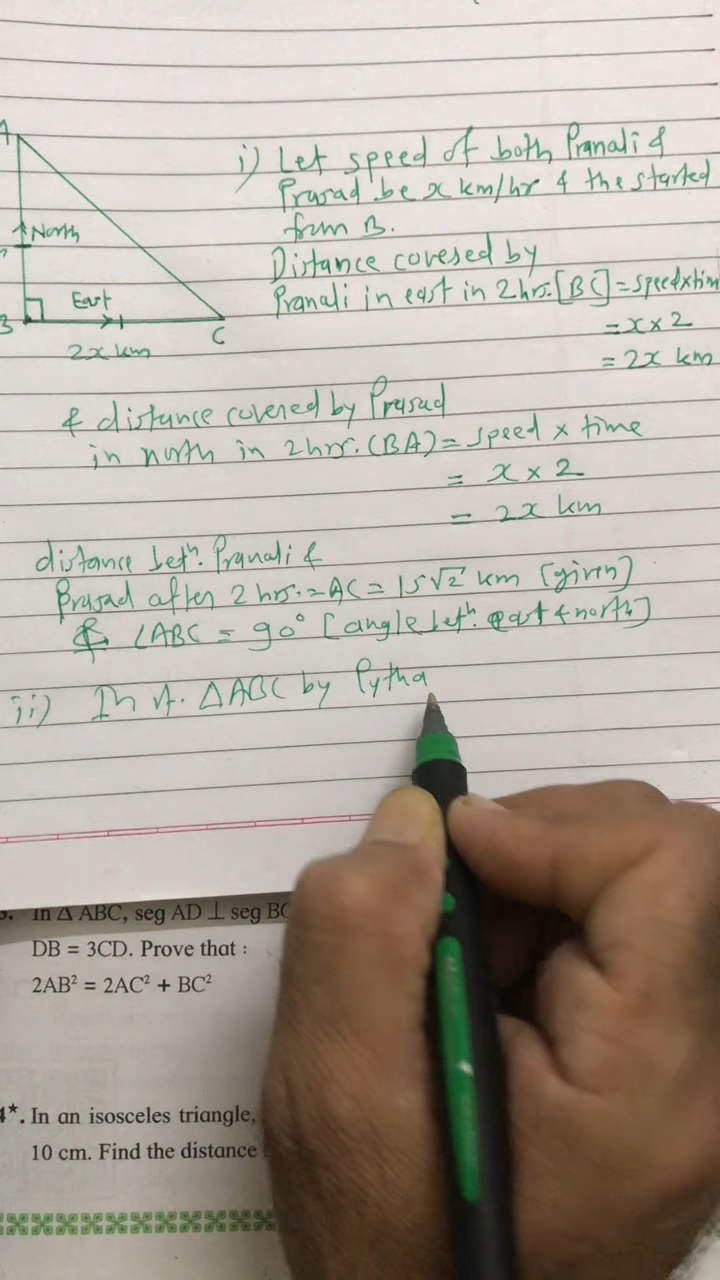 A
North
East
B
C
2x km
i) Let speed of both Pranali &
Prasad be x km/hr & the started
from B.
Distance covered by
Pranali in east in 2 hrs. [BC] = speed x tim
= x × 2
= 2x km
& distance covered by Prasad
in north in 2 hrs. (BA) = speed × time
= x × 2
= 2x km
distance betn. Pranali &
Prasad after 2 hrs. = AC = 15√2 km [given]
& ∠ABC = 90° [angle betn. east & north]
ii) In rt. △ABC by Pytha
3. In Δ ABC, seg AD ⊥ seg BC
DB = 3CD. Prove that :
2AB² = 2AC² + BC²
4*. In an isosceles triangle,
10 cm. Find the distance